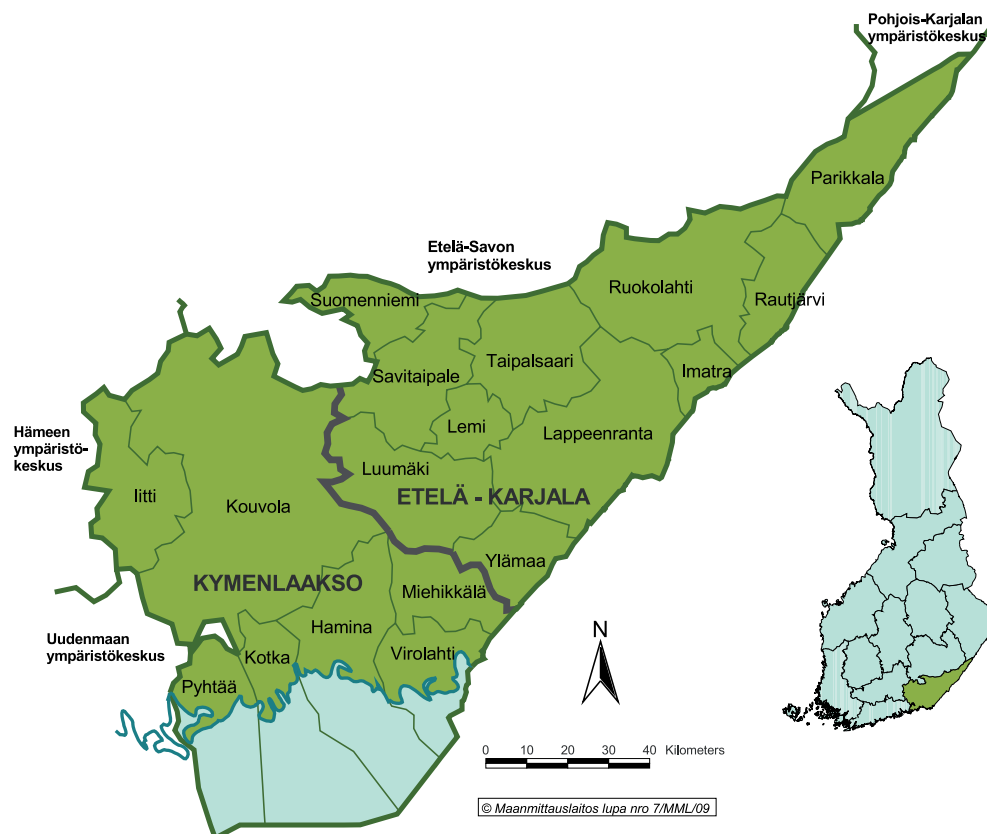 Pohjois-Karjalan
ympäristökeskus
Parikkala
Etelä-Savon
ympäristökeskus
Ruokolahti
Rautjärvi
Suomenniemi
Taipalsaari
Savitaipale
Imatra
Lemi
Lappeenranta
Hämeen
ympäristö-
keskus
Luumäki
Iitti
Kouvola
ETELÄ - KARJALA
Ylämaa
KYMENLAAKSO
Miehikkälä
Hamina
Uudenmaan
ympäristökeskus
Kotka
Virolahti
Pyhtää
N
0 10 20 30 40 Kilometers
© Maanmittauslaitos lupa nro 7/MML/09